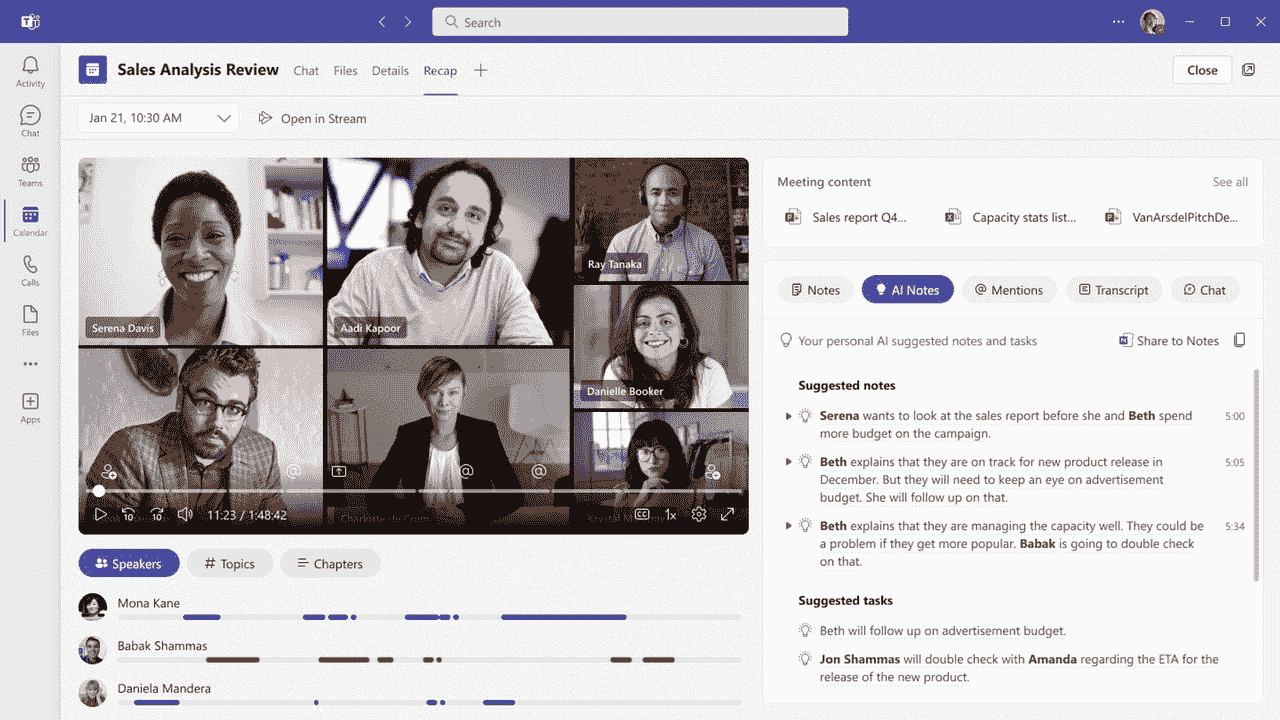 Search
Activity
Chat
Teams
Calendar
Calls
Files
Apps
Sales Analysis Review
Chat
Files
Details
Recap
Close
Jan 21, 10:30 AM
Open in Stream
Serena Davis
Aadi Kapoor
Ray Tanaka
Danielle Booker
Babak Shammas
Charlotte de Crum
Krystal M
11:23 / 1:48:42
1x
Speakers
# Topics
Chapters
Mona Kane
Babak Shammas
Daniela Mandera
Meeting content
See all
Sales report Q4...
Capacity stats list...
VanArsdelPitchDe...
Notes
AI Notes
Mentions
Transcript
Chat
Your personal AI suggested notes and tasks
Share to Notes
Suggested notes
Serena wants to look at the sales report before she and Beth spend
5:00
more budget on the campaign.
Beth explains that they are on track for new product release in
5:05
December. But they will need to keep an eye on advertisement
budget. She will follow up on that.
Beth explains that they are managing the capacity well. They could be
5:34
a problem if they get more popular. Babak is going to double check
on that.
Suggested tasks
Beth will follow up on advertisement budget.
Jon Shammas will double check with Amanda regarding the ETA for the
release of the new product.